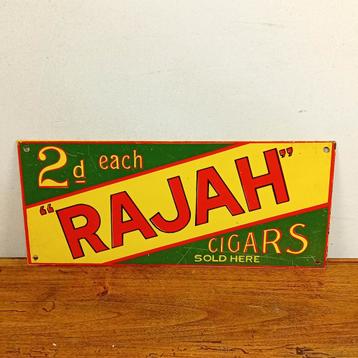 2d each
"RAJAH"
CIGARS
SOLD HERE